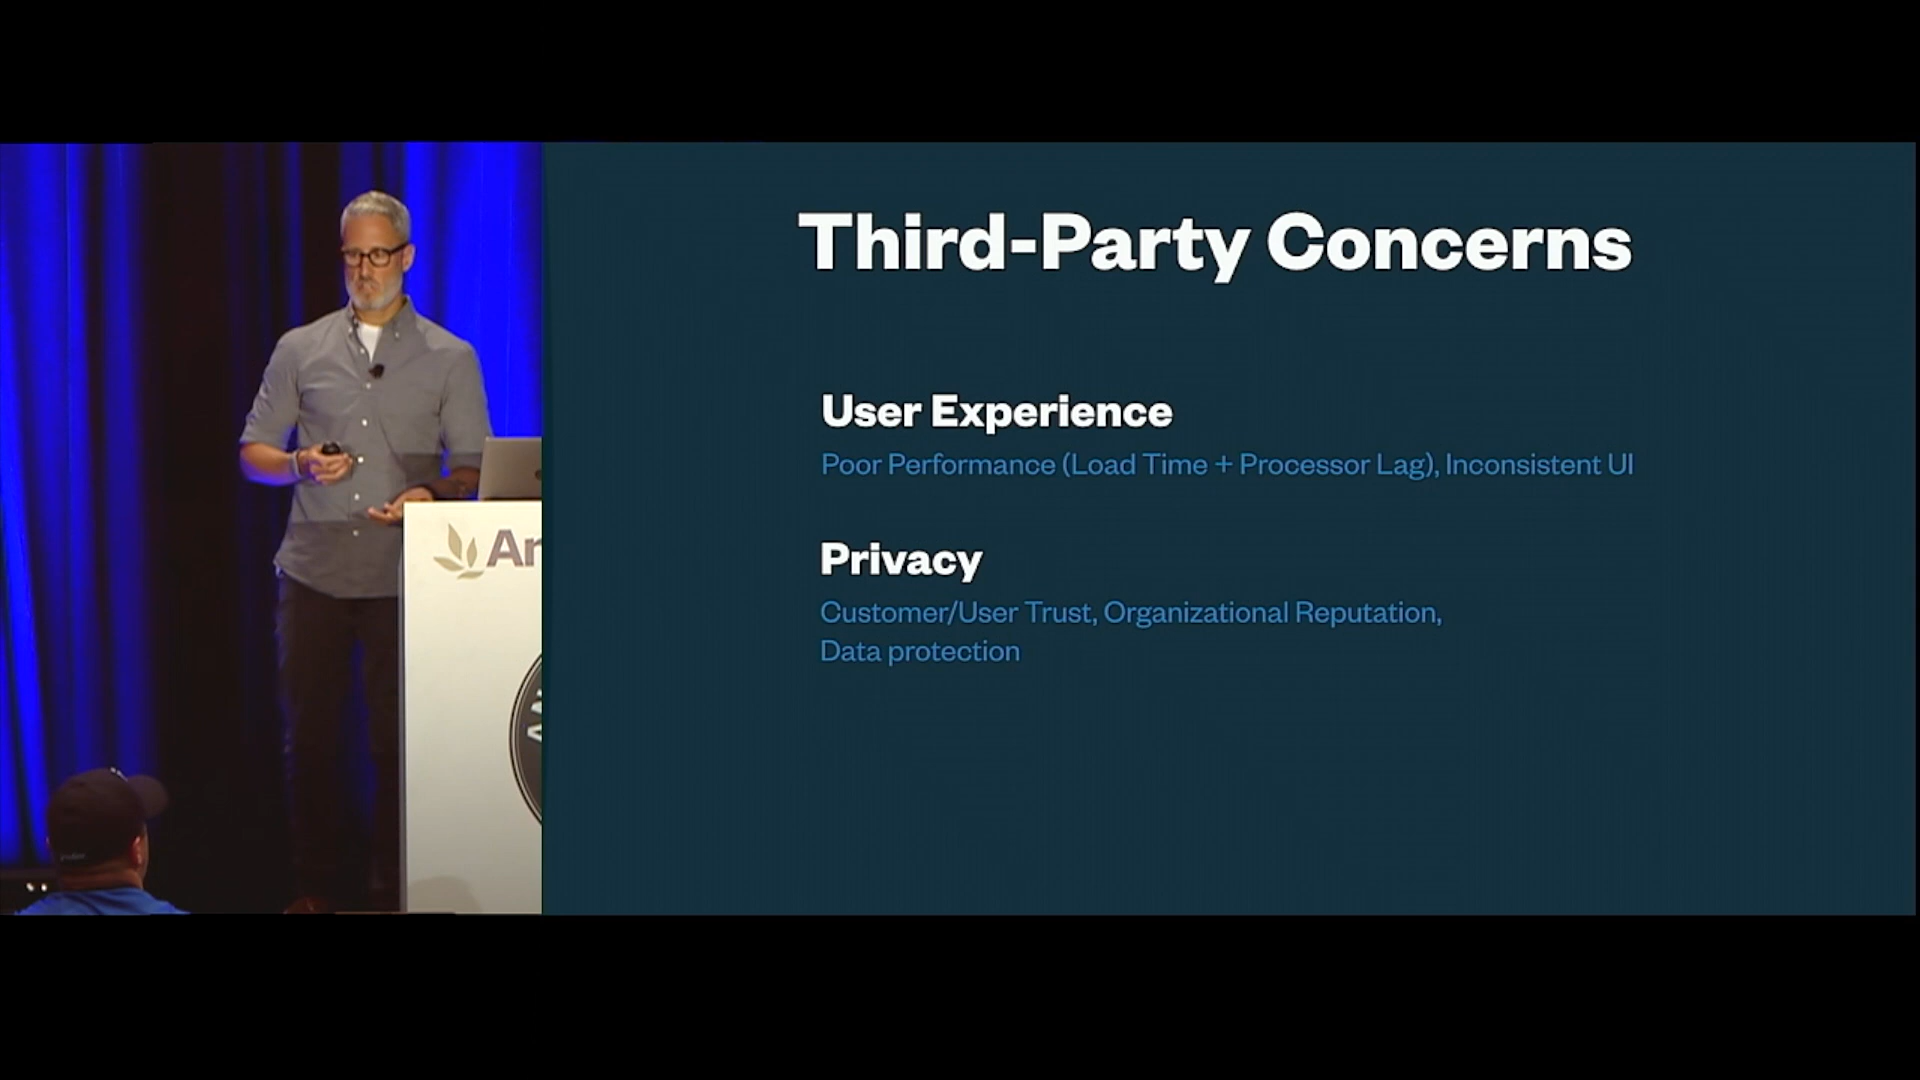 Third-Party Concerns
User Experience
Poor Performance (Load Time + Processor Lag), Inconsistent UI
Privacy
Customer/User Trust, Organizational Reputation,
Data protection
An